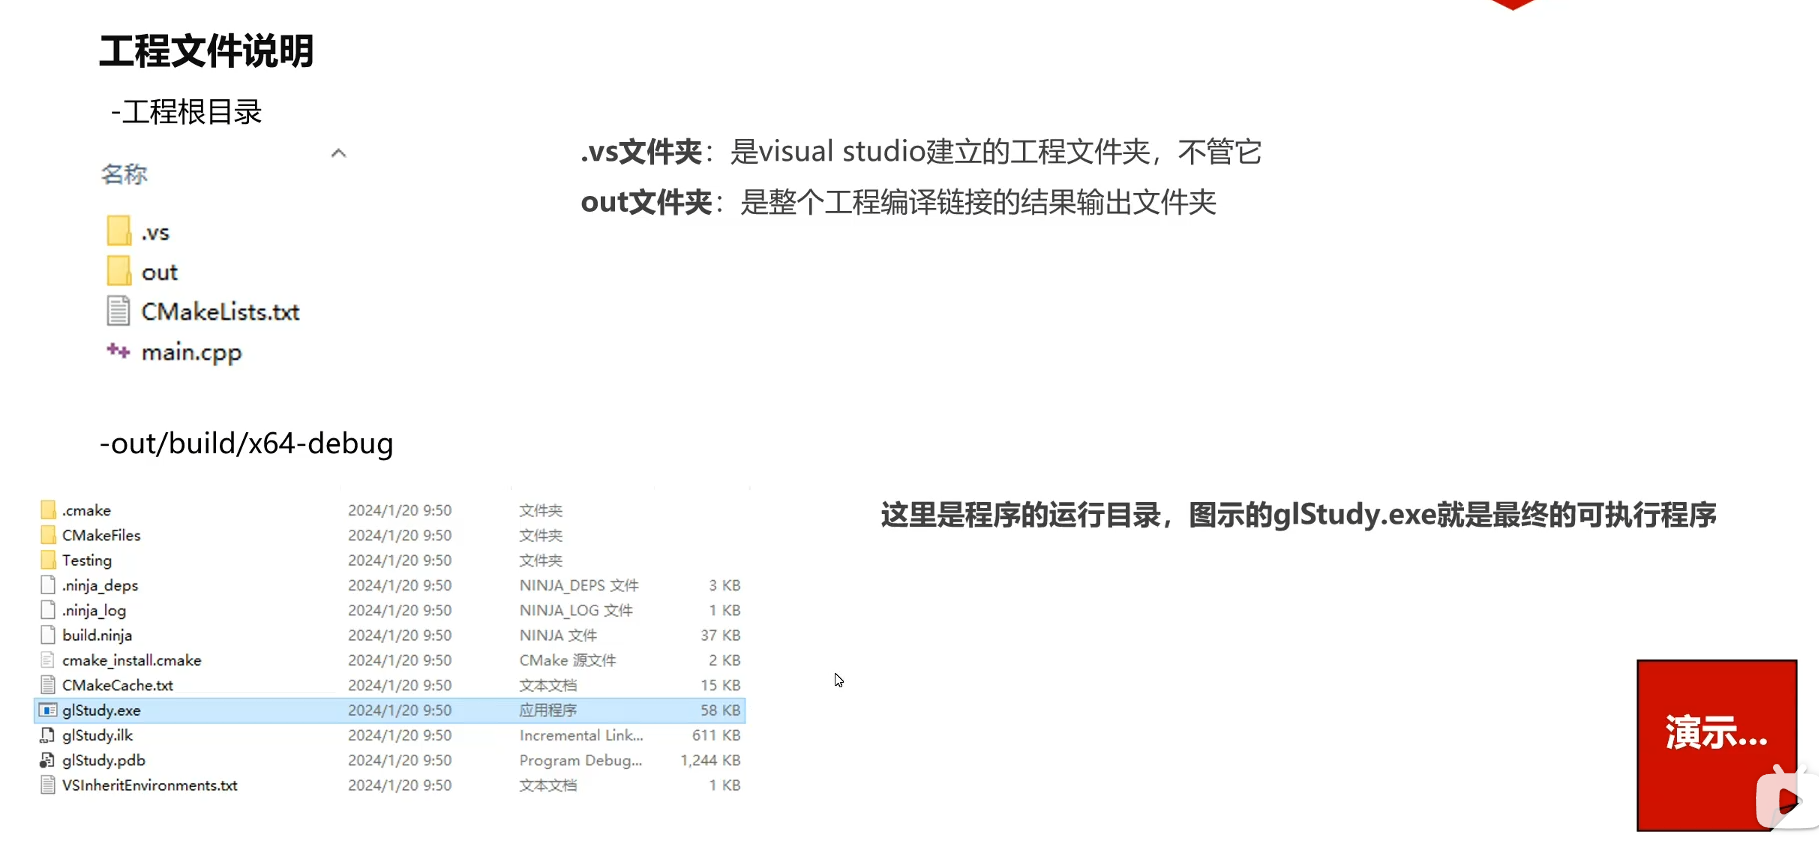 工程文件说明
-工程根目录
名称
.vs
out
CMakeLists.txt
main.cpp
.vs文件夹：是visual studio建立的工程文件夹，不管它
out文件夹：是整个工程编译链接的结果输出文件夹
-out/build/x64-debug
.cmake 2024/1/20 9:50 文件夹
CMakeFiles 2024/1/20 9:50 文件夹
Testing 2024/1/20 9:50 文件夹
.ninja_deps 2024/1/20 9:50 NINJA_DEPS 文件 3 KB
.ninja_log 2024/1/20 9:50 NINJA_LOG 文件 1 KB
build.ninja 2024/1/20 9:50 NINJA 文件 37 KB
cmake_install.cmake 2024/1/20 9:50 CMake 源文件 2 KB
CMakeCache.txt 2024/1/20 9:50 文本文档 15 KB
glStudy.exe 2024/1/20 9:50 应用程序 58 KB
glStudy.ilk 2024/1/20 9:50 Incremental Link... 611 KB
glStudy.pdb 2024/1/20 9:50 Program Debug... 1,244 KB
VSInheritEnvironments.txt 2024/1/20 9:50 文本文档 1 KB
这里是程序的运行目录，图示的glStudy.exe就是最终的可执行程序
演示...